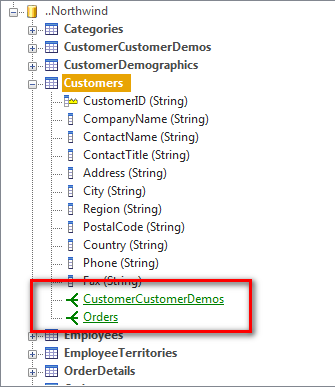 ..Northwind
Categories
CustomerCustomerDemos
CustomerDemographics
Customers
CustomerID (String)
CompanyName (String)
ContactName (String)
ContactTitle (String)
Address (String)
City (String)
Region (String)
PostalCode (String)
Country (String)
Phone (String)
Fax (String)
CustomerCustomerDemos
Orders
Employees
EmployeeTerritories
OrderDetails